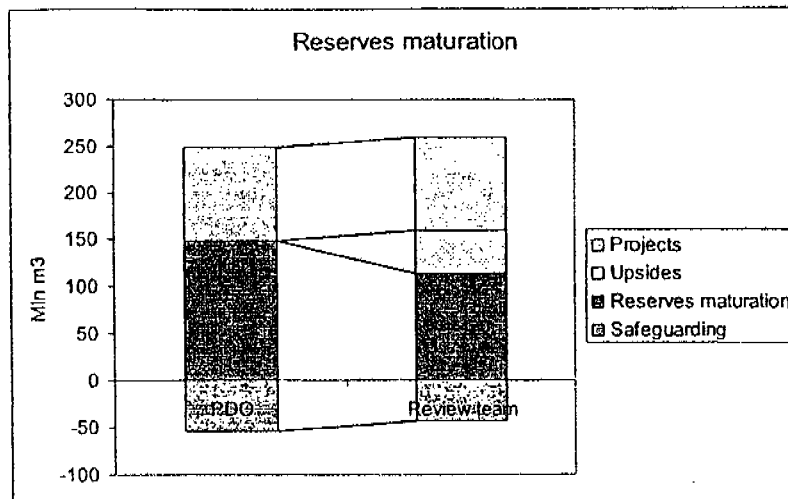 Reserves maturation
300
250
200
150
100
50
0
-50
-100
Mln m3
PDO
Review team
Projects
Upsides
Reserves maturation
Safeguarding